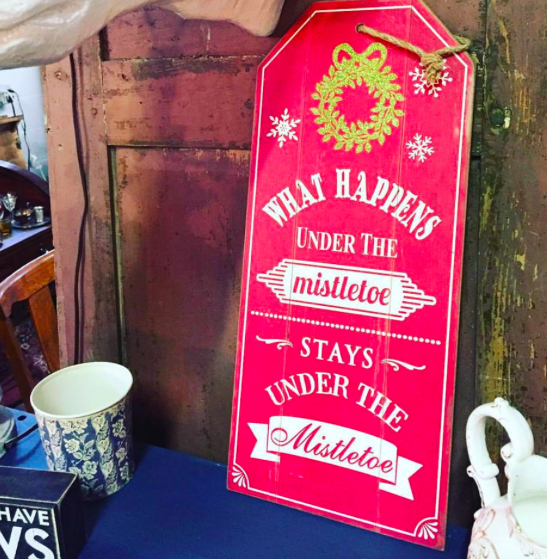 WHAT HAPPENS
UNDER THE
mistletoe
STAYS
UNDER THE
Mistletoe
HAVE